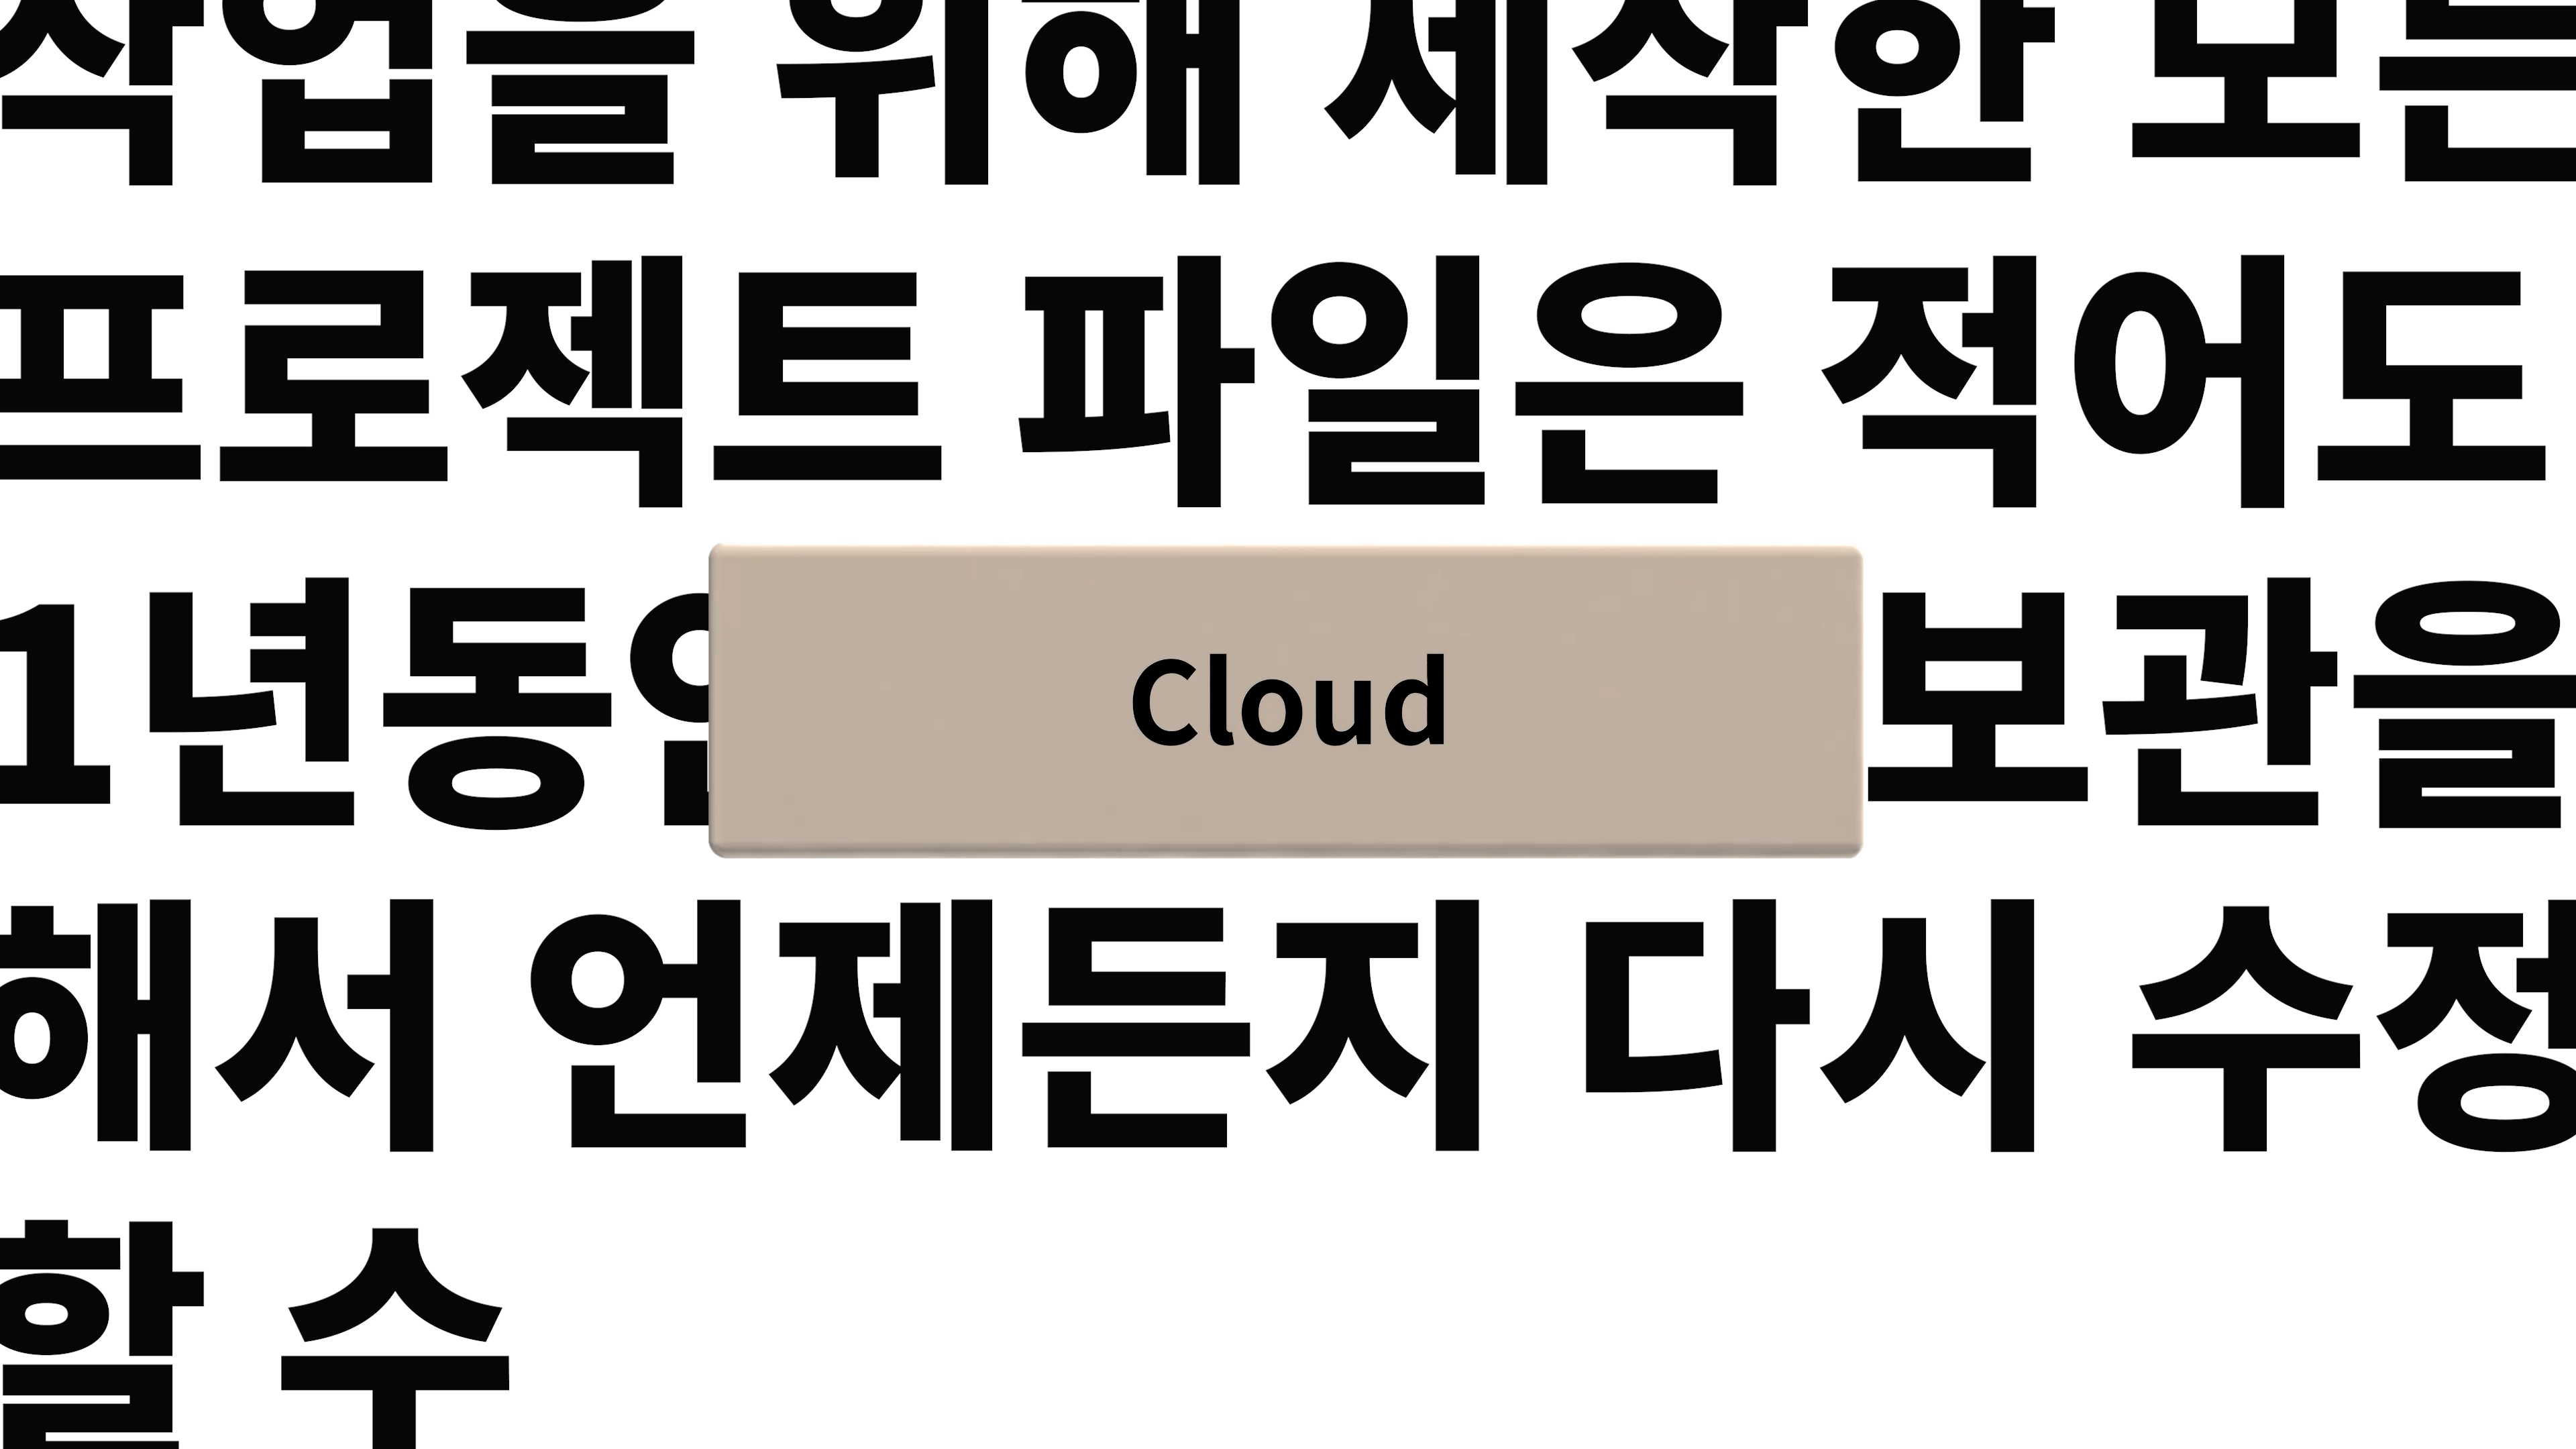 작업을 위해 제작한 모든
프로젝트 파일은 적어도
1년동안 Cloud 보관을
해서 언제든지 다시 수정
할 수